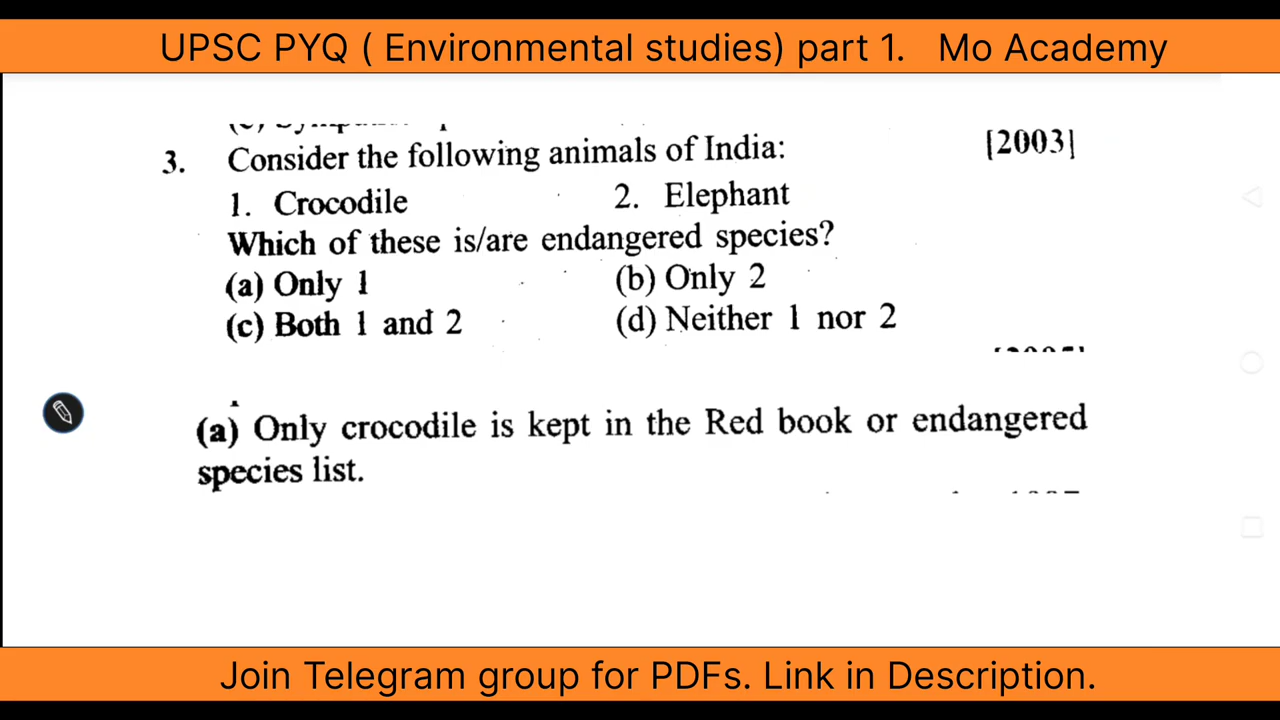 UPSC PYQ ( Environmental studies) part 1. Mo Academy
3. Consider the following animals of India: [2003]
1. Crocodile 2. Elephant
Which of these is/are endangered species?
(a) Only 1 (b) Only 2
(c) Both 1 and 2 (d) Neither 1 nor 2
(a) Only crocodile is kept in the Red book or endangered
species list.
Join Telegram group for PDFs. Link in Description.